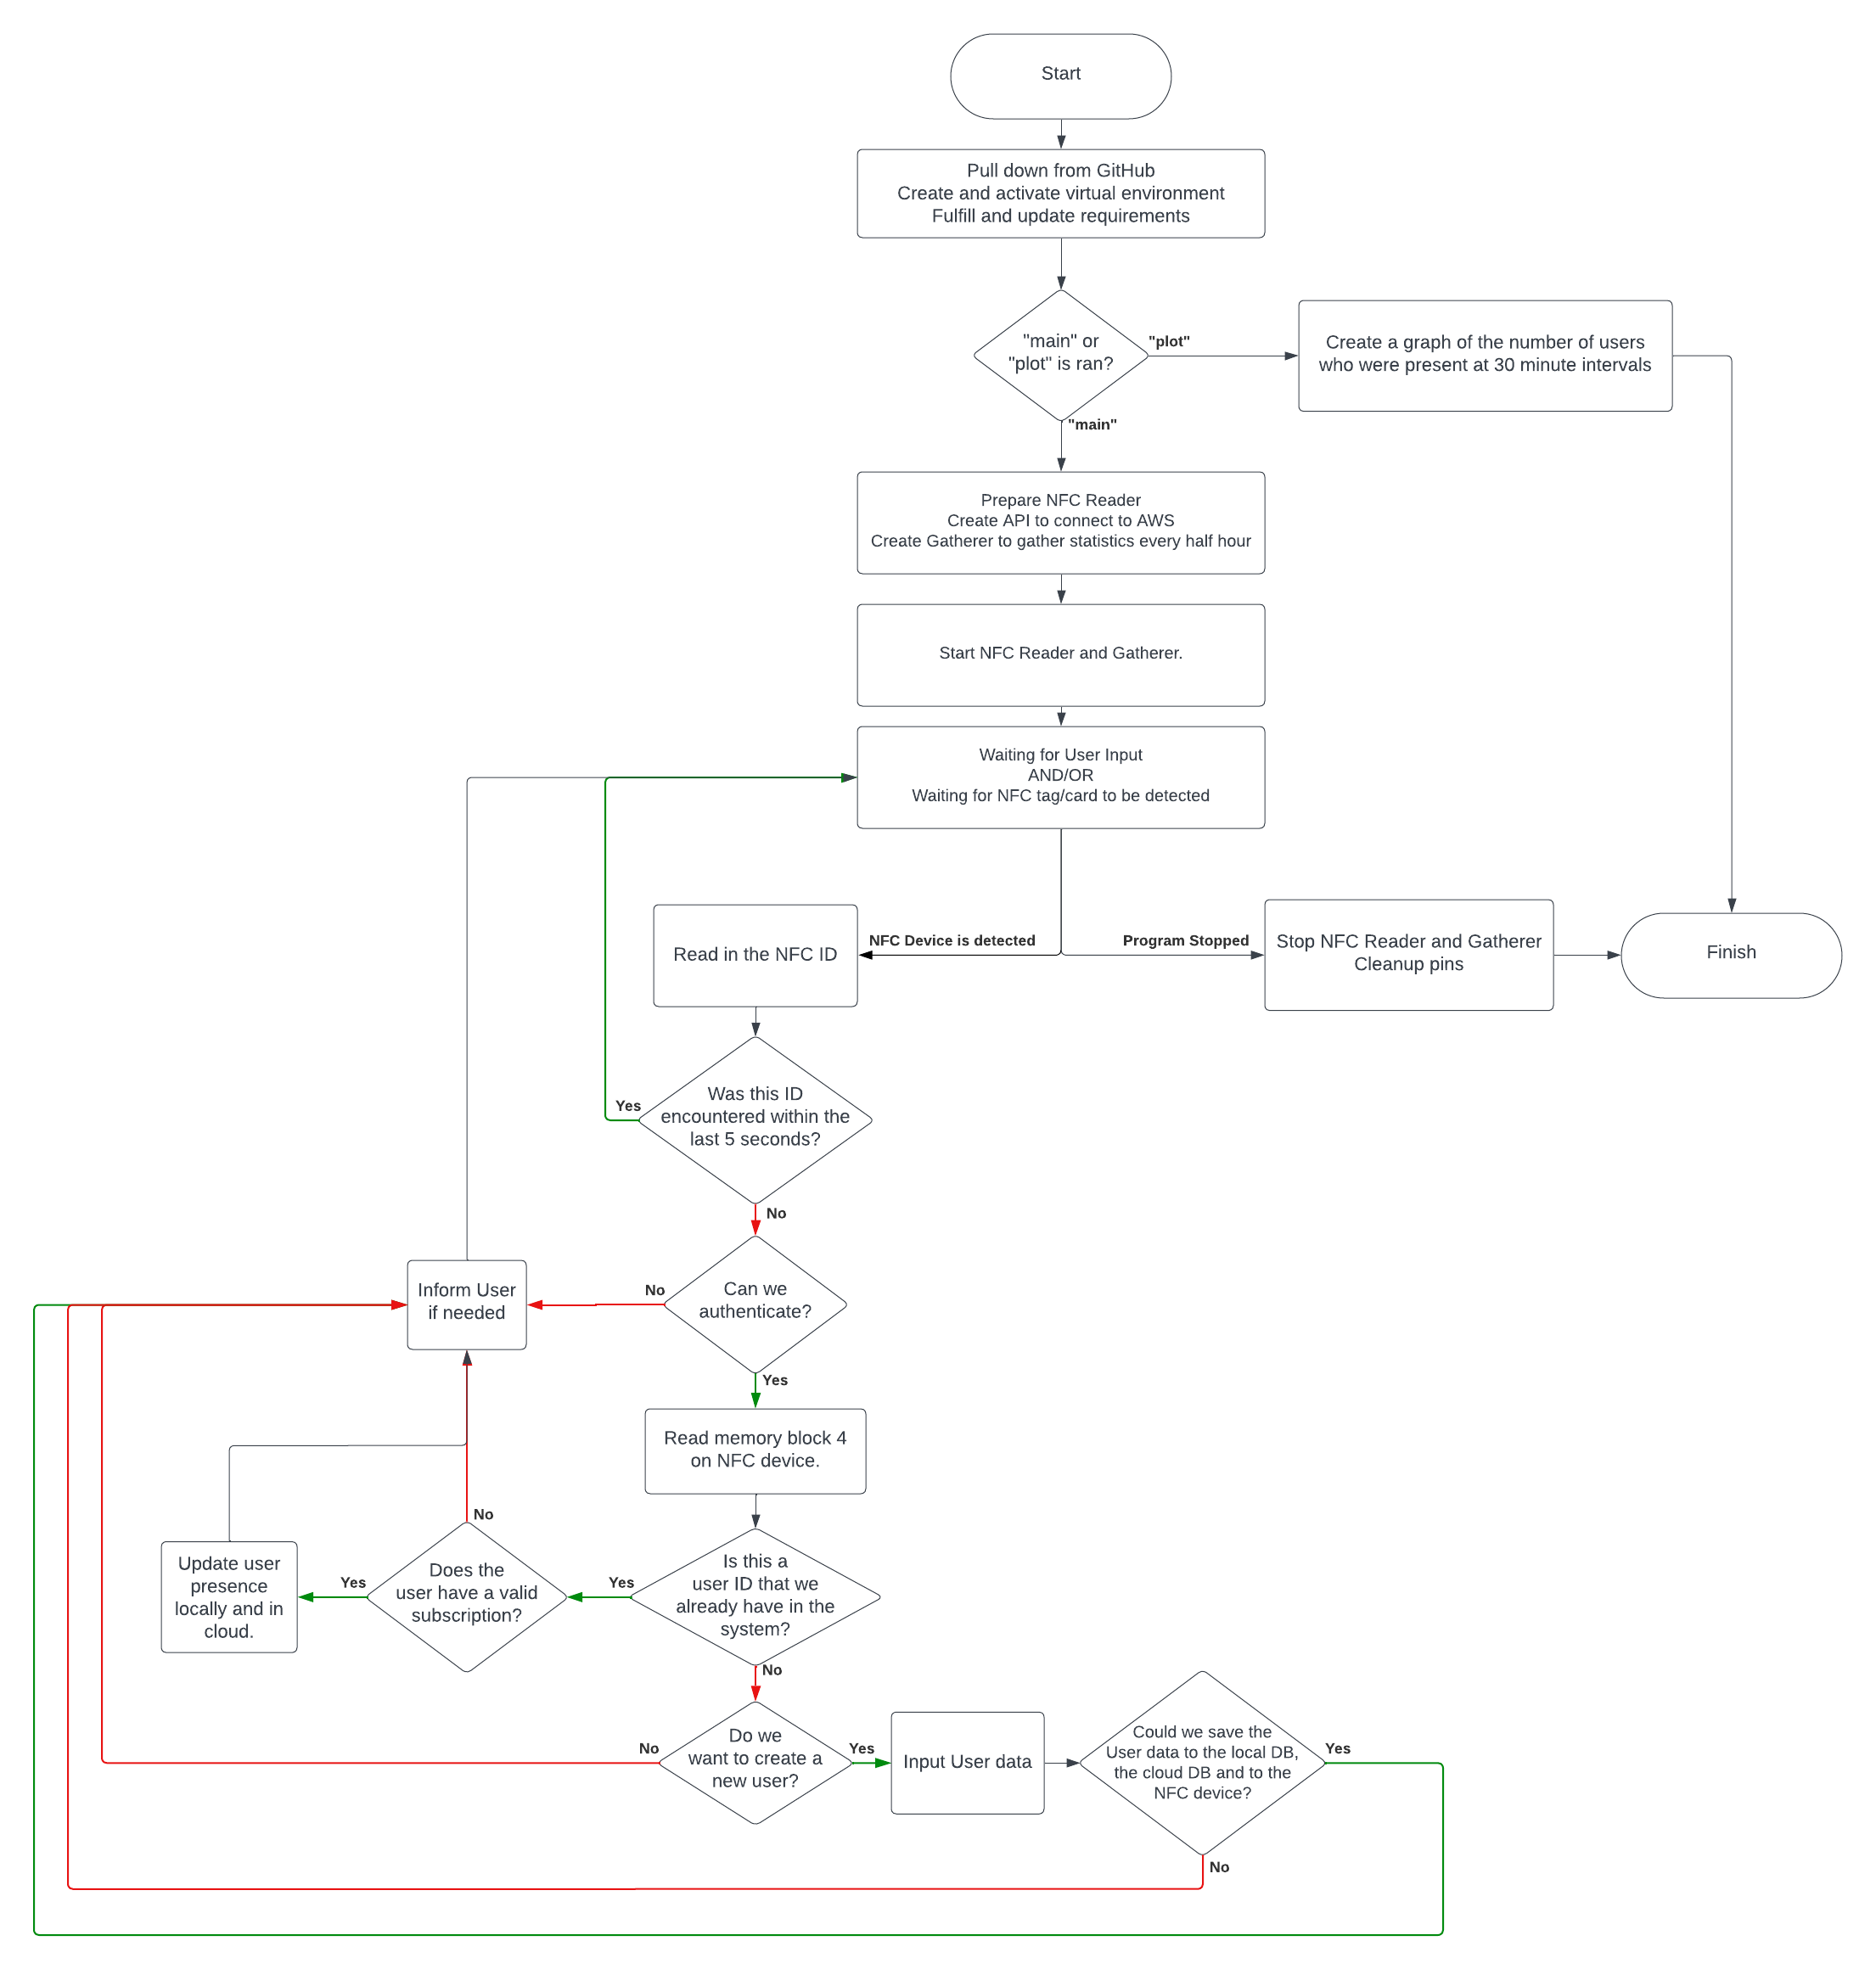 Start
Pull down from GitHub
Create and activate virtual environment
Fulfill and update requirements
"main" or
"plot" is ran?
"plot"
Create a graph of the number of users
who were present at 30 minute intervals
"main"
Prepare NFC Reader
Create API to connect to AWS
Create Gatherer to gather statistics every half hour
Start NFC Reader and Gatherer.
Waiting for User Input
AND/OR
Waiting for NFC tag/card to be detected
Read in the NFC ID
NFC Device is detected
Program Stopped
Stop NFC Reader and Gatherer
Cleanup pins
Finish
Was this ID
encountered within the
last 5 seconds?
Yes
No
Inform User
if needed
No
Can we
authenticate?
Yes
Read memory block 4
on NFC device.
No
Update user
presence
locally and in
cloud.
Yes
Does the
user have a valid
subscription?
Yes
Is this a
user ID that we
already have in the
system?
No
No
Do we
want to create a
new user?
Yes
Input User data
Could we save the
User data to the local DB,
the cloud DB and to the
NFC device?
Yes
No